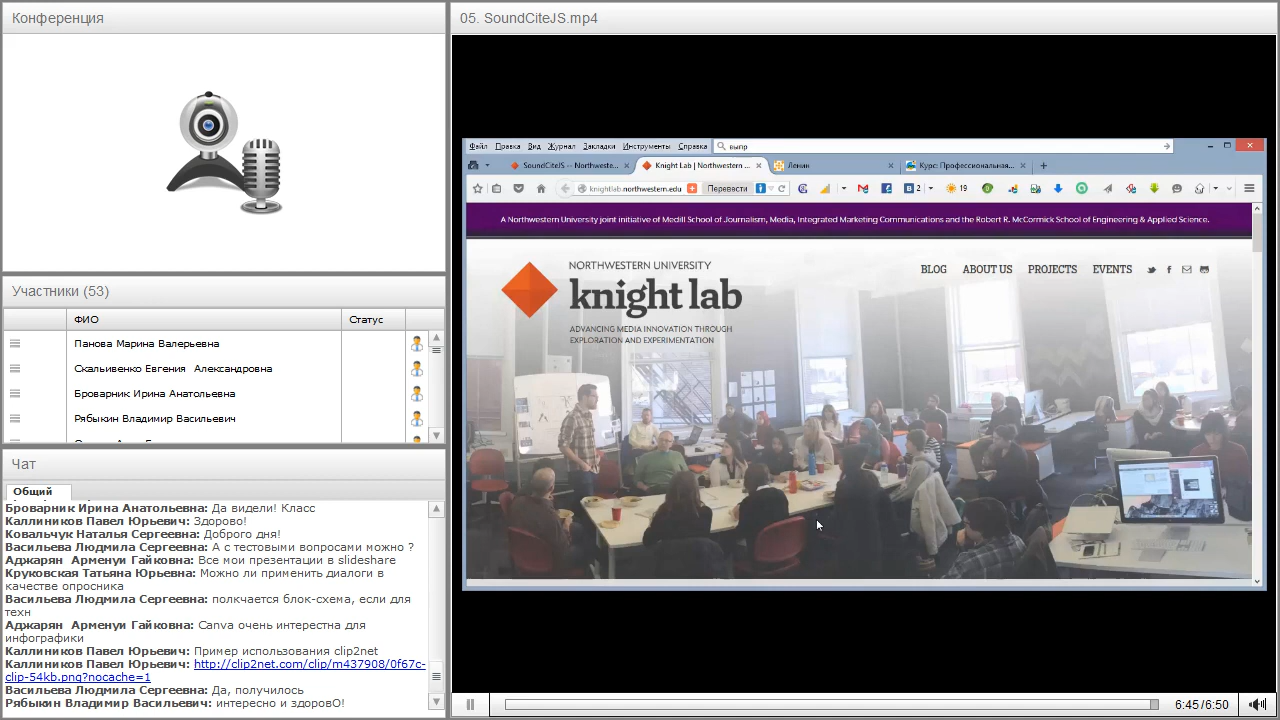 Конференция
Участники (53)
ФИО Статус
Панова Марина Валерьевна
Скальивенко Евгения Александровна
Броварник Ирина Анатольевна
Рябыкин Владимир Васильевич
Чат
Общий
Броварник Ирина Анатольевна: Да видели! Класс
Каллиников Павел Юрьевич: Здорово!
Ковальчук Наталья Сергеевна: Доброго дня!
Васильева Людмила Сергеевна: А с тестовыми вопросами можно ?
Аджарян Арменуи Гайковна: Все мои презентации в slideshare
Круковская Татьяна Юрьевна: Можно ли применить диалоги в
качестве опросника
Васильева Людмила Сергеевна: полкчается блок-схема, если для
техн
Аджарян Арменуи Гайковна: Canva очень интерестна для
инфографики
Каллиников Павел Юрьевич: Пример использования clip2net
Каллиников Павел Юрьевич: http://clip2net.com/clip/m437908/0f67c-
clip-54kb.png?nocache=1
Васильева Людмила Сергеевна: Да, получилось
Рябыкин Владимир Васильевич: интересно и здоровО!
05. SoundCiteJS.mp4
Файл Правка Вид Журнал Закладки Инструменты Справка выпр
SoundCiteJS -- Northweste... Knight Lab | Northwestern ... Ленин Курс: Профессиональная...
knightlab.northwestern.edu Перевести 2 19
A Northwestern University joint initiative of Medill School of Journalism, Media, Integrated Marketing Communications and the Robert R. McCormick School of Engineering & Applied Science.
NORTHWESTERN UNIVERSITY
knight lab
ADVANCING MEDIA INNOVATION THROUGH
EXPLORATION AND EXPERIMENTATION
BLOG ABOUT US PROJECTS EVENTS
6:45/6:50